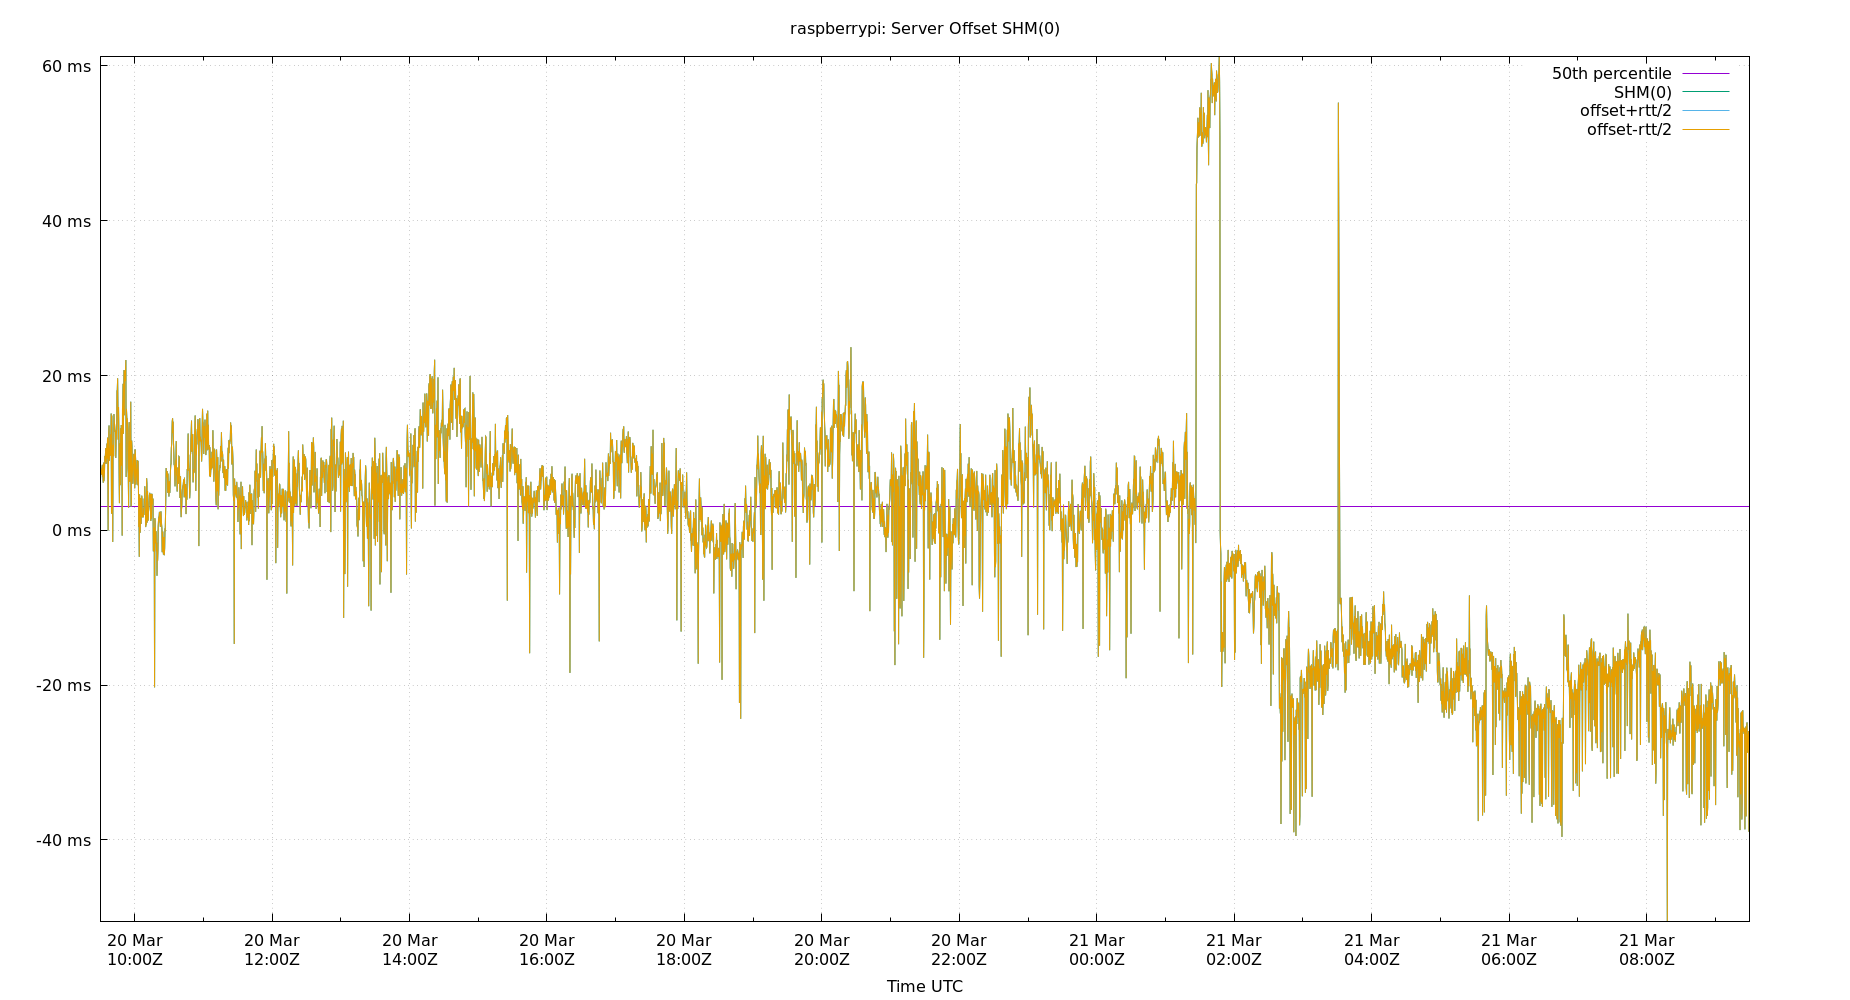 raspberrypi: Server Offset SHM(0)
60 ms
40 ms
20 ms
0 ms
-20 ms
-40 ms
50th percentile
SHM(0)
offset+rtt/2
offset-rtt/2
20 Mar 20 Mar 20 Mar 20 Mar 20 Mar 20 Mar 20 Mar 21 Mar 21 Mar 21 Mar 21 Mar 21 Mar
10:00Z 12:00Z 14:00Z 16:00Z 18:00Z 20:00Z 22:00Z 00:00Z 02:00Z 04:00Z 06:00Z 08:00Z
Time UTC